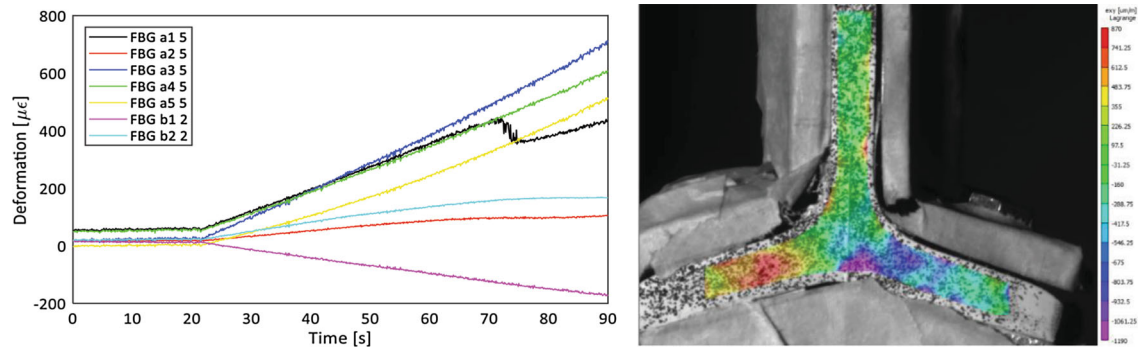 800
600
400
200
0
-200
Deformation [με]
FBG a1 5
FBG a2 5
FBG a3 5
FBG a4 5
FBG a5 5
FBG b1 2
FBG b2 2
0 10 20 30 40 50 60 70 80 90
Time [s]
exy [um/m]
Lagrange
870
741.25
612.5
483.75
355
226.25
97.5
-31.25
-160
-288.75
-417.5
-546.25
-675
-803.75
-932.5
-1061.25
-1190